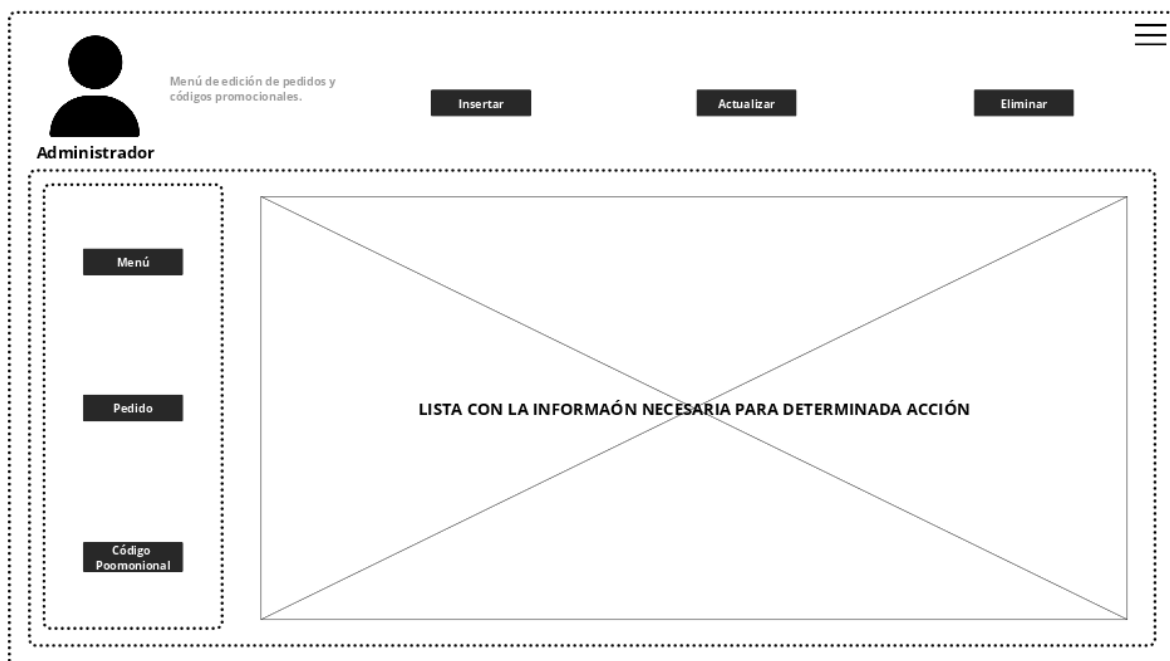 Menú de edición de pedidos y
códigos promocionales.
Insertar
Actualizar
Eliminar
Administrador
Menú
Pedido
LISTA CON LA INFORMAÓN NECESARIA PARA DETERMINADA ACCIÓN
Código
Poomonional